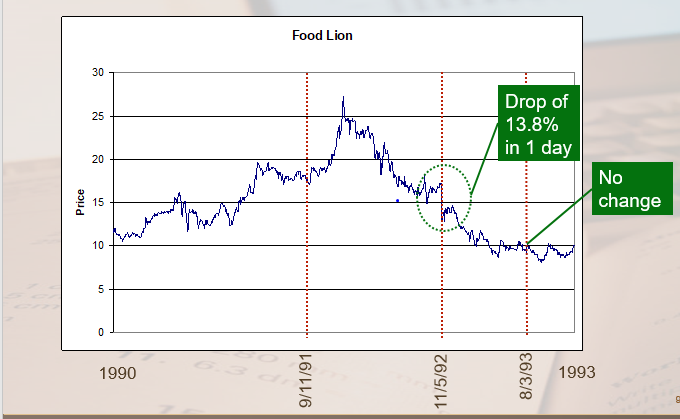 Food Lion
30
25
20
15
10
5
0
Price
Drop of
13.8%
in 1 day
No
change
1990
9/11/91
11/5/92
8/3/93
1993